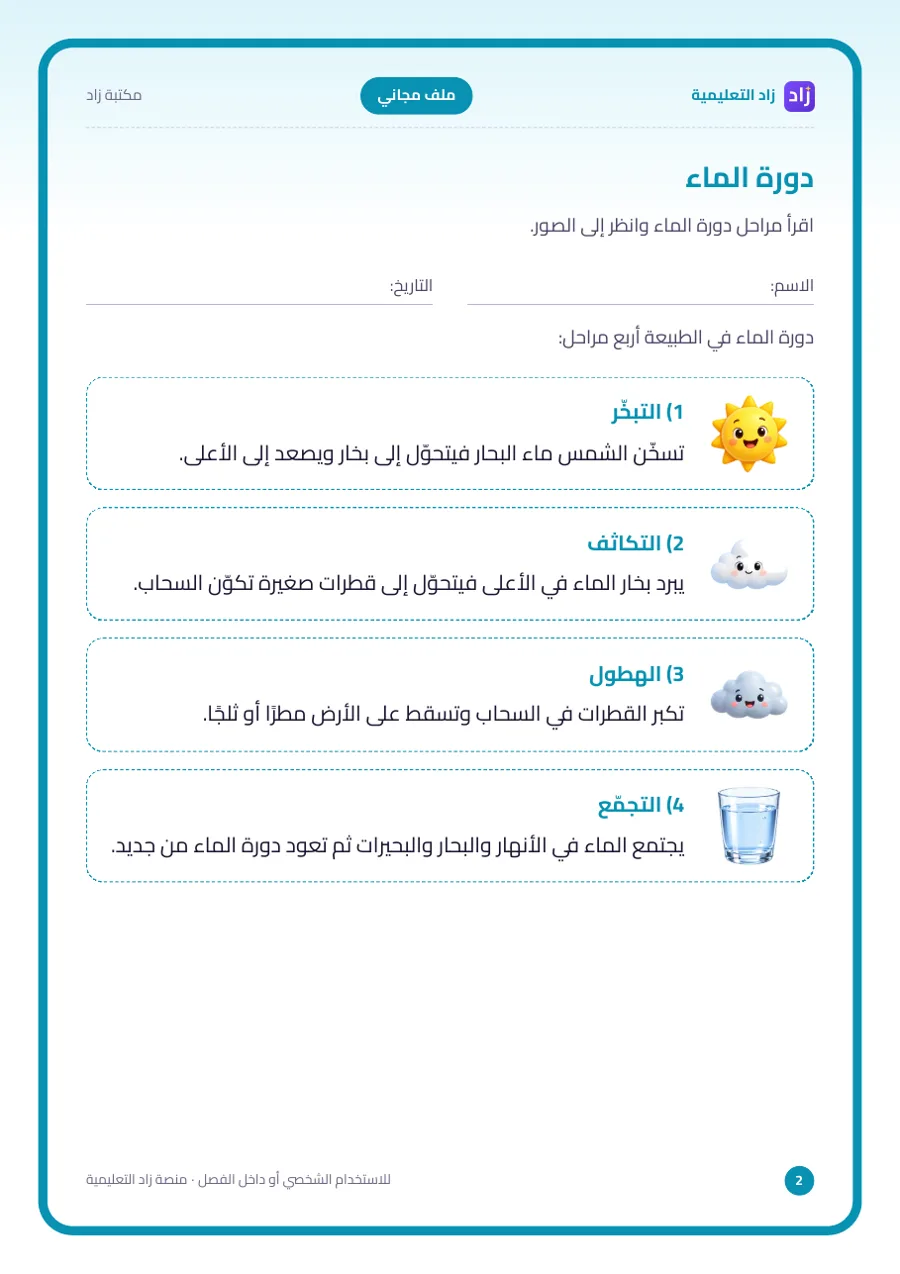 زاد
زاد التعليمية
ملف مجاني
مكتبة زاد
دورة الماء
اقرأ مراحل دورة الماء وانظر إلى الصور.
الاسم:
التاريخ:
دورة الماء في الطبيعة أربع مراحل:
1) التبخّر
تسخّن الشمس ماء البحار فيتحوّل إلى بخار ويصعد إلى الأعلى.
2) التكاثف
يبرد بخار الماء في الأعلى فيتحوّل إلى قطرات صغيرة تكوّن السحاب.
3) الهطول
تكبر القطرات في السحاب وتسقط على الأرض مطرًا أو ثلجًا.
4) التجمّع
يجتمع الماء في الأنهار والبحار والبحيرات ثم تعود دورة الماء من جديد.
2
للاستخدام الشخصي أو داخل الفصل · منصة زاد التعليمية